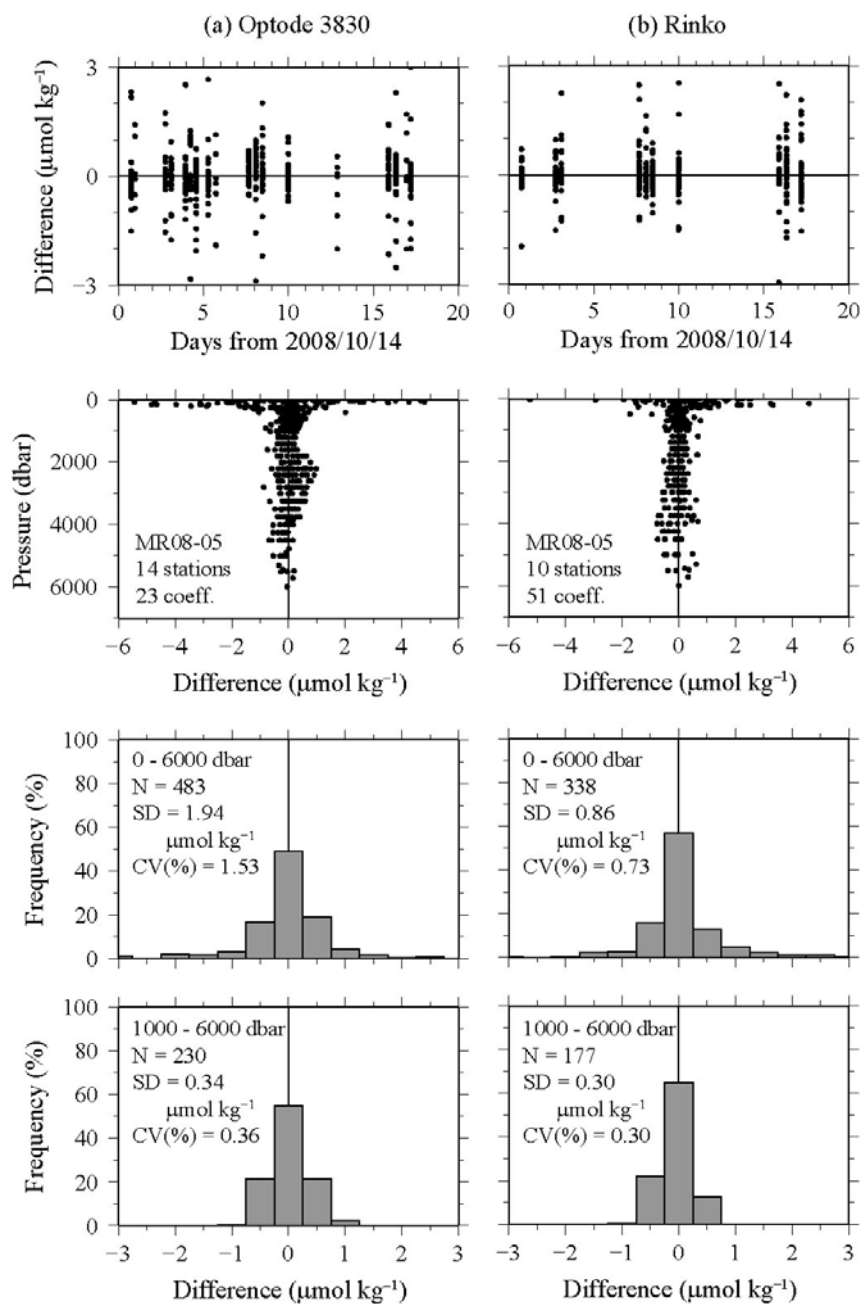 (a) Optode 3830
(b) Rinko
Difference (μmol kg⁻¹)
3
0
−3
0 5 10 15 20
Days from 2008/10/14
0 5 10 15 20
Days from 2008/10/14
Pressure (dbar)
0
2000
4000
6000
MR08-05
14 stations
23 coeff.
−6 −4 −2 0 2 4 6
Difference (μmol kg⁻¹)
MR08-05
10 stations
51 coeff.
−6 −4 −2 0 2 4 6
Difference (μmol kg⁻¹)
Frequency (%)
100
80
60
40
20
0
0 - 6000 dbar
N = 483
SD = 1.94
μmol kg⁻¹
CV(%) = 1.53
Frequency (%)
0 - 6000 dbar
N = 338
SD = 0.86
μmol kg⁻¹
CV(%) = 0.73
Frequency (%)
100
80
60
40
20
0
1000 - 6000 dbar
N = 230
SD = 0.34
μmol kg⁻¹
CV(%) = 0.36
−3 −2 −1 0 1 2 3
Difference (μmol kg⁻¹)
Frequency (%)
1000 - 6000 dbar
N = 177
SD = 0.30
μmol kg⁻¹
CV(%) = 0.30
−3 −2 −1 0 1 2 3
Difference (μmol kg⁻¹)